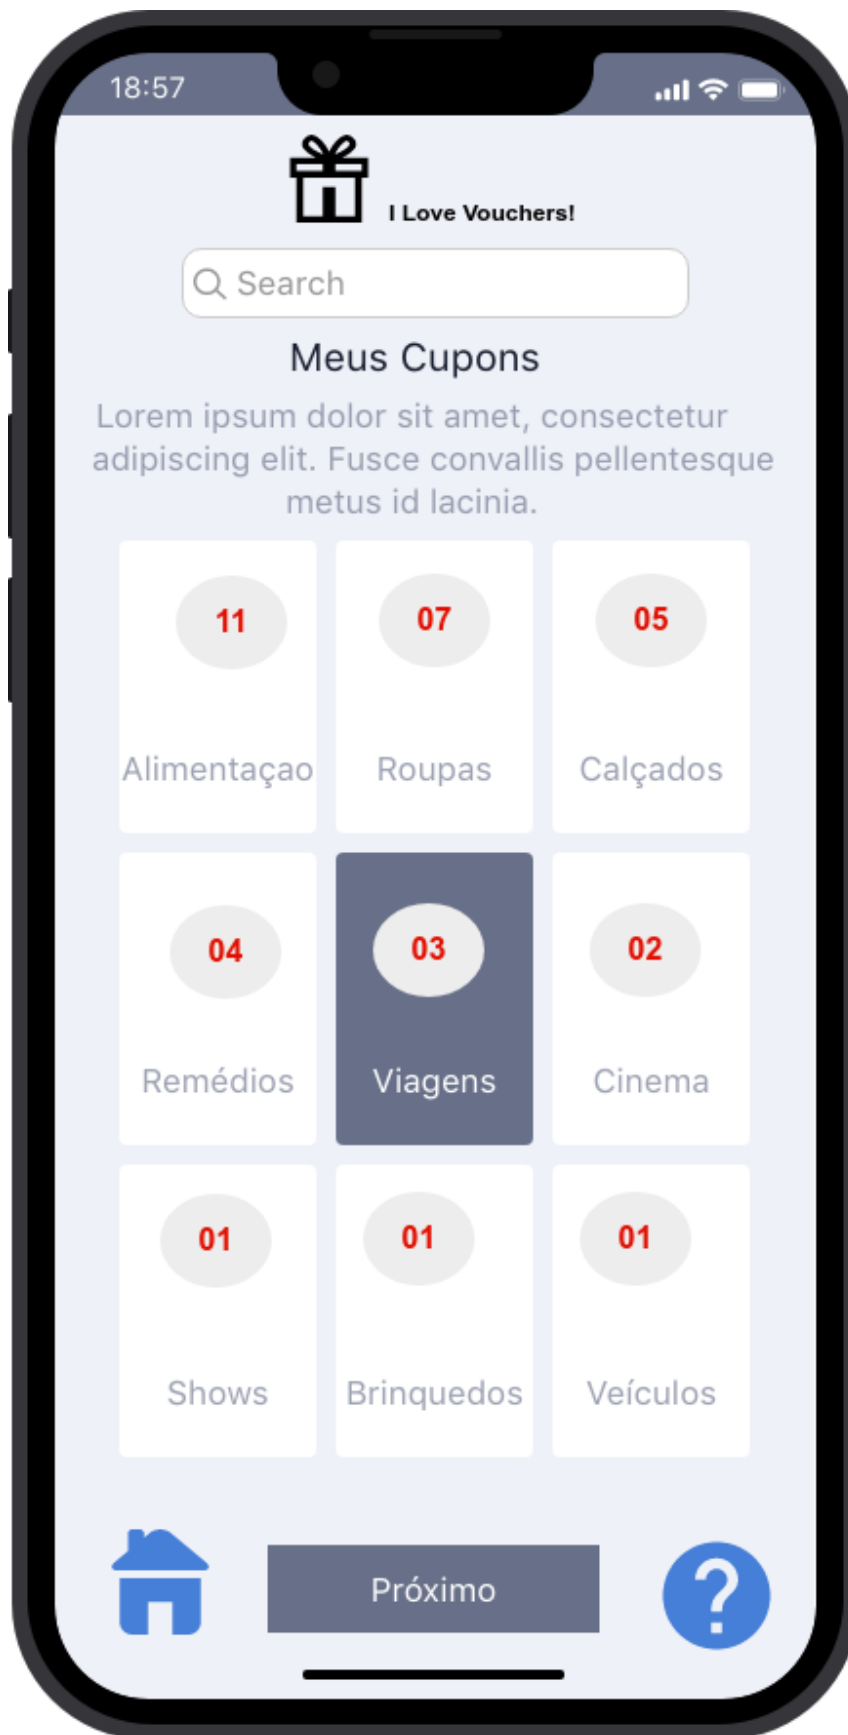 18:57
I Love Vouchers!
Search
Meus Cupons
Lorem ipsum dolor sit amet, consectetur
adipiscing elit. Fusce convallis pellentesque
metus id lacinia.
11 07 05
Alimentaçao Roupas Calçados
04 03 02
Remédios Viagens Cinema
01 01 01
Shows Brinquedos Veículos
Próximo
?